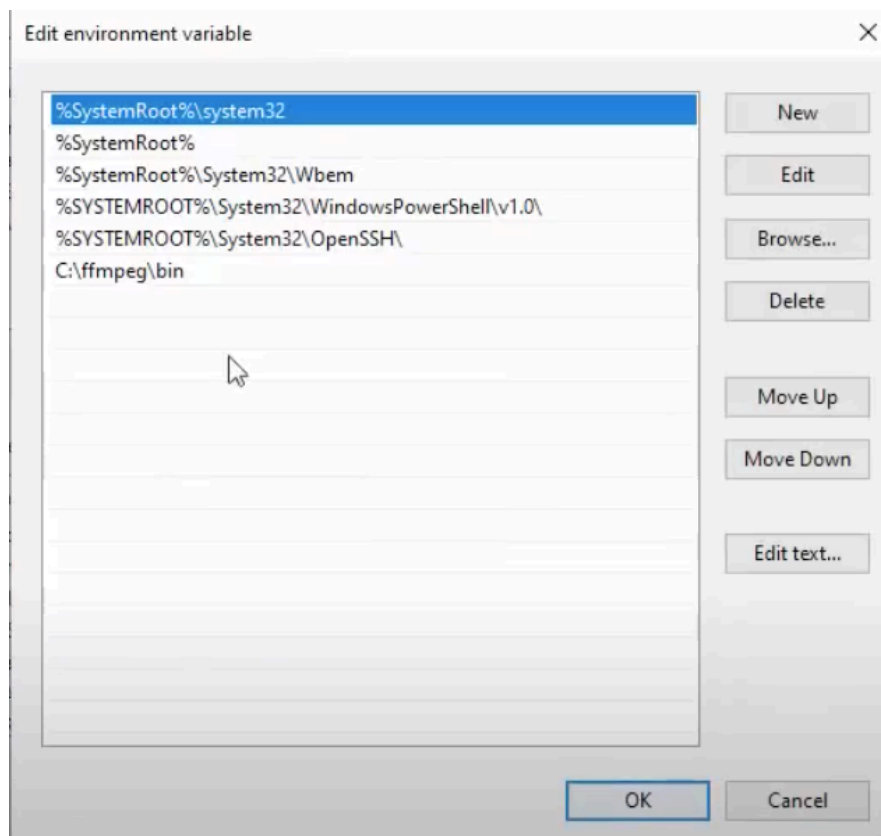 Edit environment variable
%SystemRoot%\system32
%SystemRoot%
%SystemRoot%\System32\Wbem
%SYSTEMROOT%\System32\WindowsPowerShell\v1.0\
%SYSTEMROOT%\System32\OpenSSH\
C:\ffmpeg\bin
New
Edit
Browse...
Delete
Move Up
Move Down
Edit text...
OK
Cancel